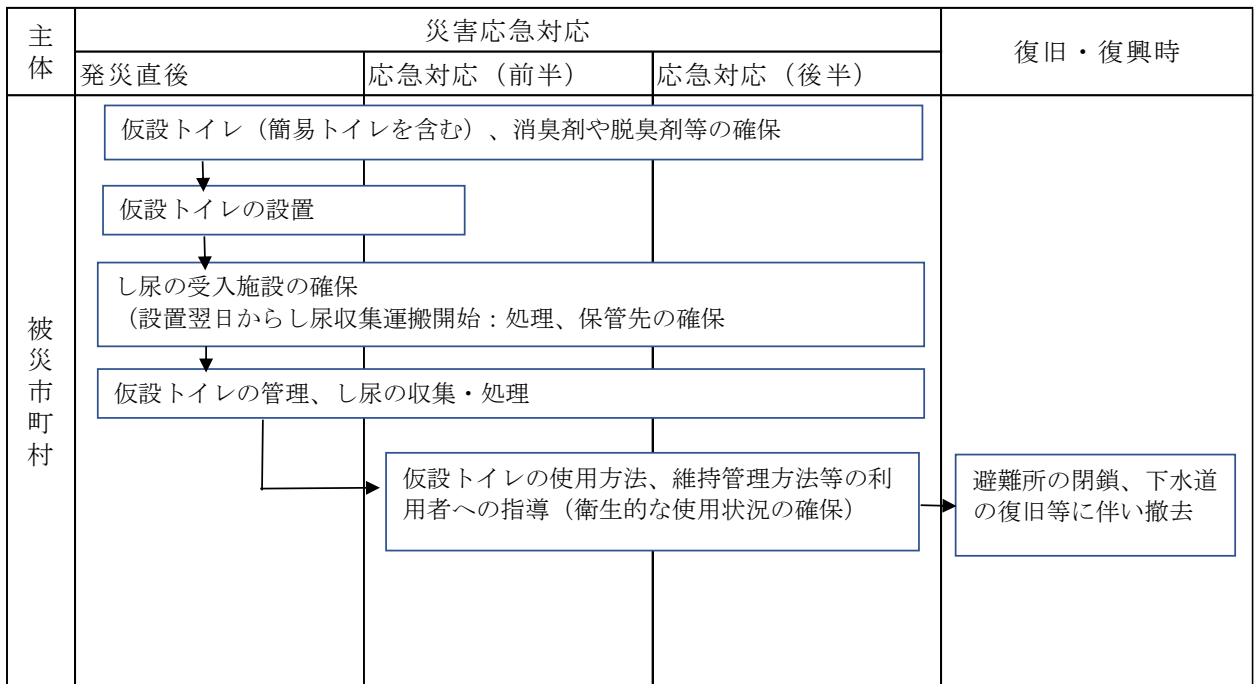 主体
災害応急対応
復旧・復興時
発災直後
応急対応（前半）
応急対応（後半）
被災市町村
仮設トイレ（簡易トイレを含む）、消臭剤や脱臭剤等の確保
仮設トイレの設置
し尿の受入施設の確保
（設置翌日からし尿収集運搬開始：処理、保管先の確保
仮設トイレの管理、し尿の収集・処理
仮設トイレの使用方法、維持管理方法等の利
用者への指導（衛生的な使用状況の確保）
避難所の閉鎖、下水道
の復旧等に伴い撤去